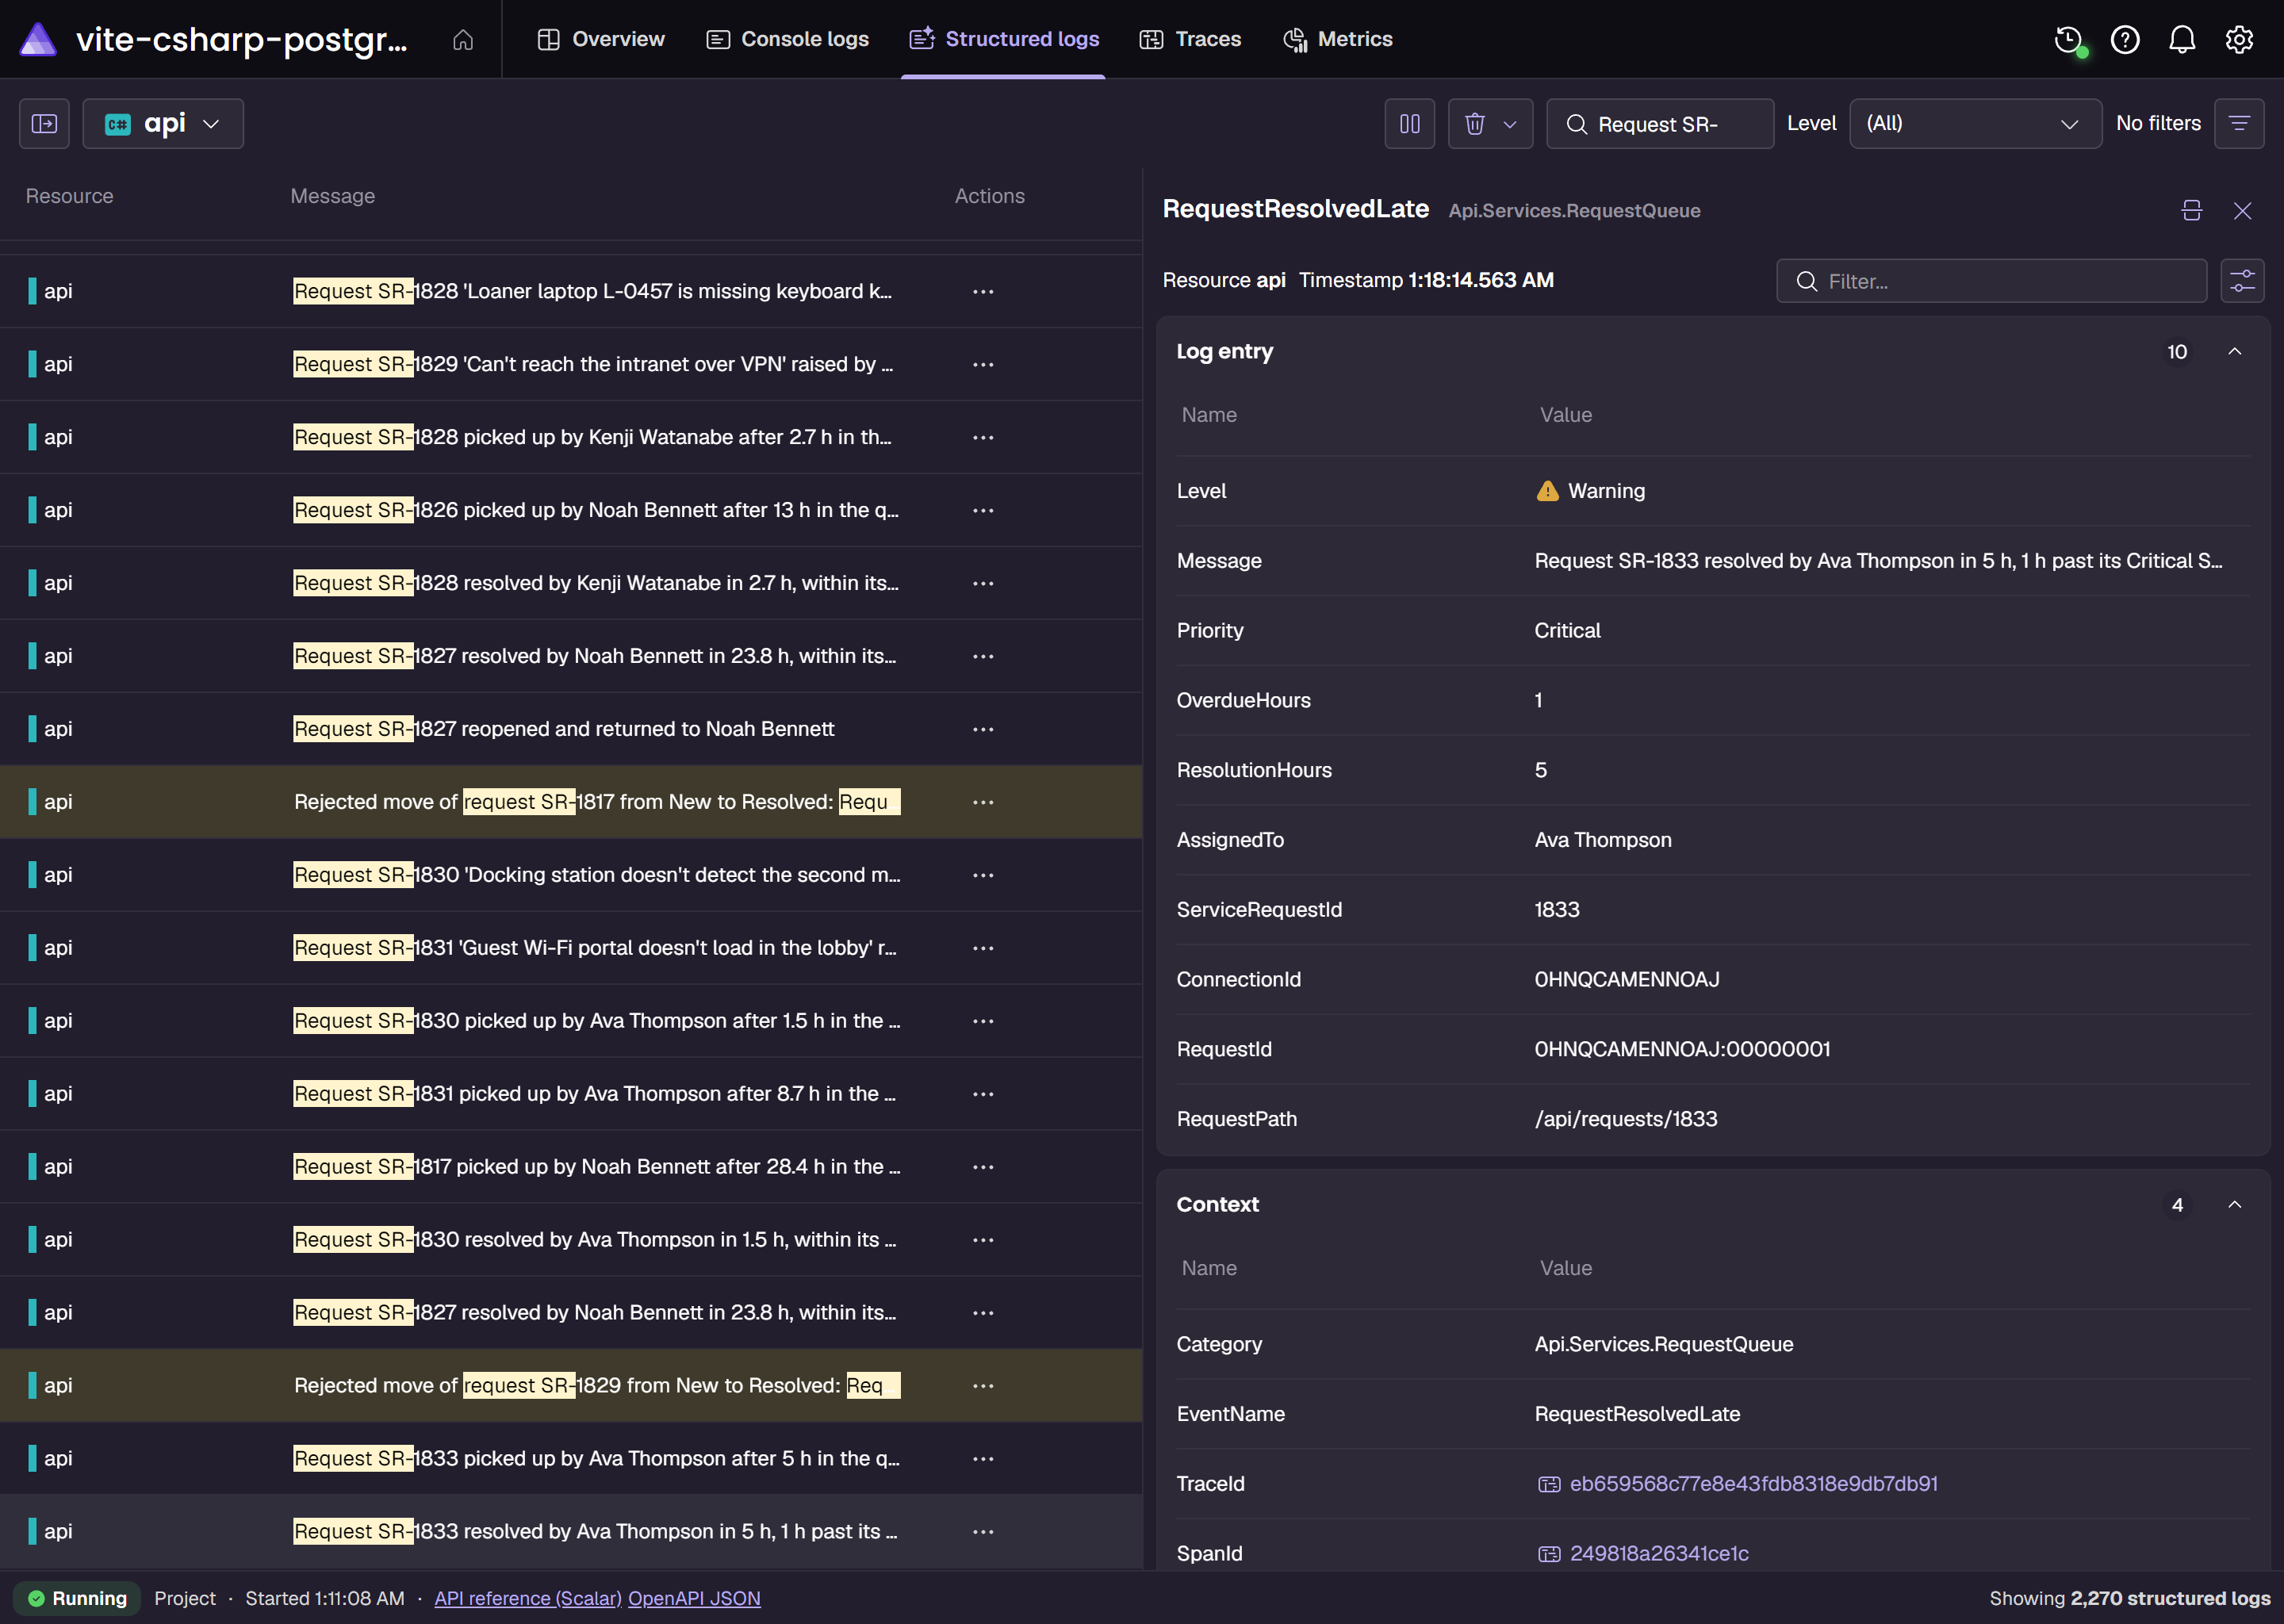 vite-csharp-postgr...
Overview
Console logs
Structured logs
Traces
Metrics
C# api
Request SR-
Level
(All)
No filters
Resource Message Actions
api Request SR-1828 'Loaner laptop L-0457 is missing keyboard k...
api Request SR-1829 'Can't reach the intranet over VPN' raised by ...
api Request SR-1828 picked up by Kenji Watanabe after 2.7 h in th...
api Request SR-1826 picked up by Noah Bennett after 13 h in the q...
api Request SR-1828 resolved by Kenji Watanabe in 2.7 h, within its...
api Request SR-1827 resolved by Noah Bennett in 23.8 h, within its...
api Request SR-1827 reopened and returned to Noah Bennett
api Rejected move of request SR-1817 from New to Resolved: Requ...
api Request SR-1830 'Docking station doesn't detect the second m...
api Request SR-1831 'Guest Wi-Fi portal doesn't load in the lobby' r...
api Request SR-1830 picked up by Ava Thompson after 1.5 h in the ...
api Request SR-1831 picked up by Ava Thompson after 8.7 h in the ...
api Request SR-1817 picked up by Noah Bennett after 28.4 h in the ...
api Request SR-1830 resolved by Ava Thompson in 1.5 h, within its ...
api Request SR-1827 resolved by Noah Bennett in 23.8 h, within its...
api Rejected move of request SR-1829 from New to Resolved: Req...
api Request SR-1833 picked up by Ava Thompson after 5 h in the q...
api Request SR-1833 resolved by Ava Thompson in 5 h, 1 h past its ...
RequestResolvedLate Api.Services.RequestQueue
Resource api Timestamp 1:18:14.563 AM
Filter...
Log entry 10
Name Value
Level Warning
Message Request SR-1833 resolved by Ava Thompson in 5 h, 1 h past its Critical S...
Priority Critical
OverdueHours 1
ResolutionHours 5
AssignedTo Ava Thompson
ServiceRequestId 1833
ConnectionId 0HNQCAMENNOAJ
RequestId 0HNQCAMENNOAJ:00000001
RequestPath /api/requests/1833
Context 4
Name Value
Category Api.Services.RequestQueue
EventName RequestResolvedLate
TraceId eb659568c77e8e43fdb8318e9db7db91
SpanId 249818a26341ce1c
Running Project · Started 1:11:08 AM · API reference (Scalar) OpenAPI JSON
Showing 2,270 structured logs